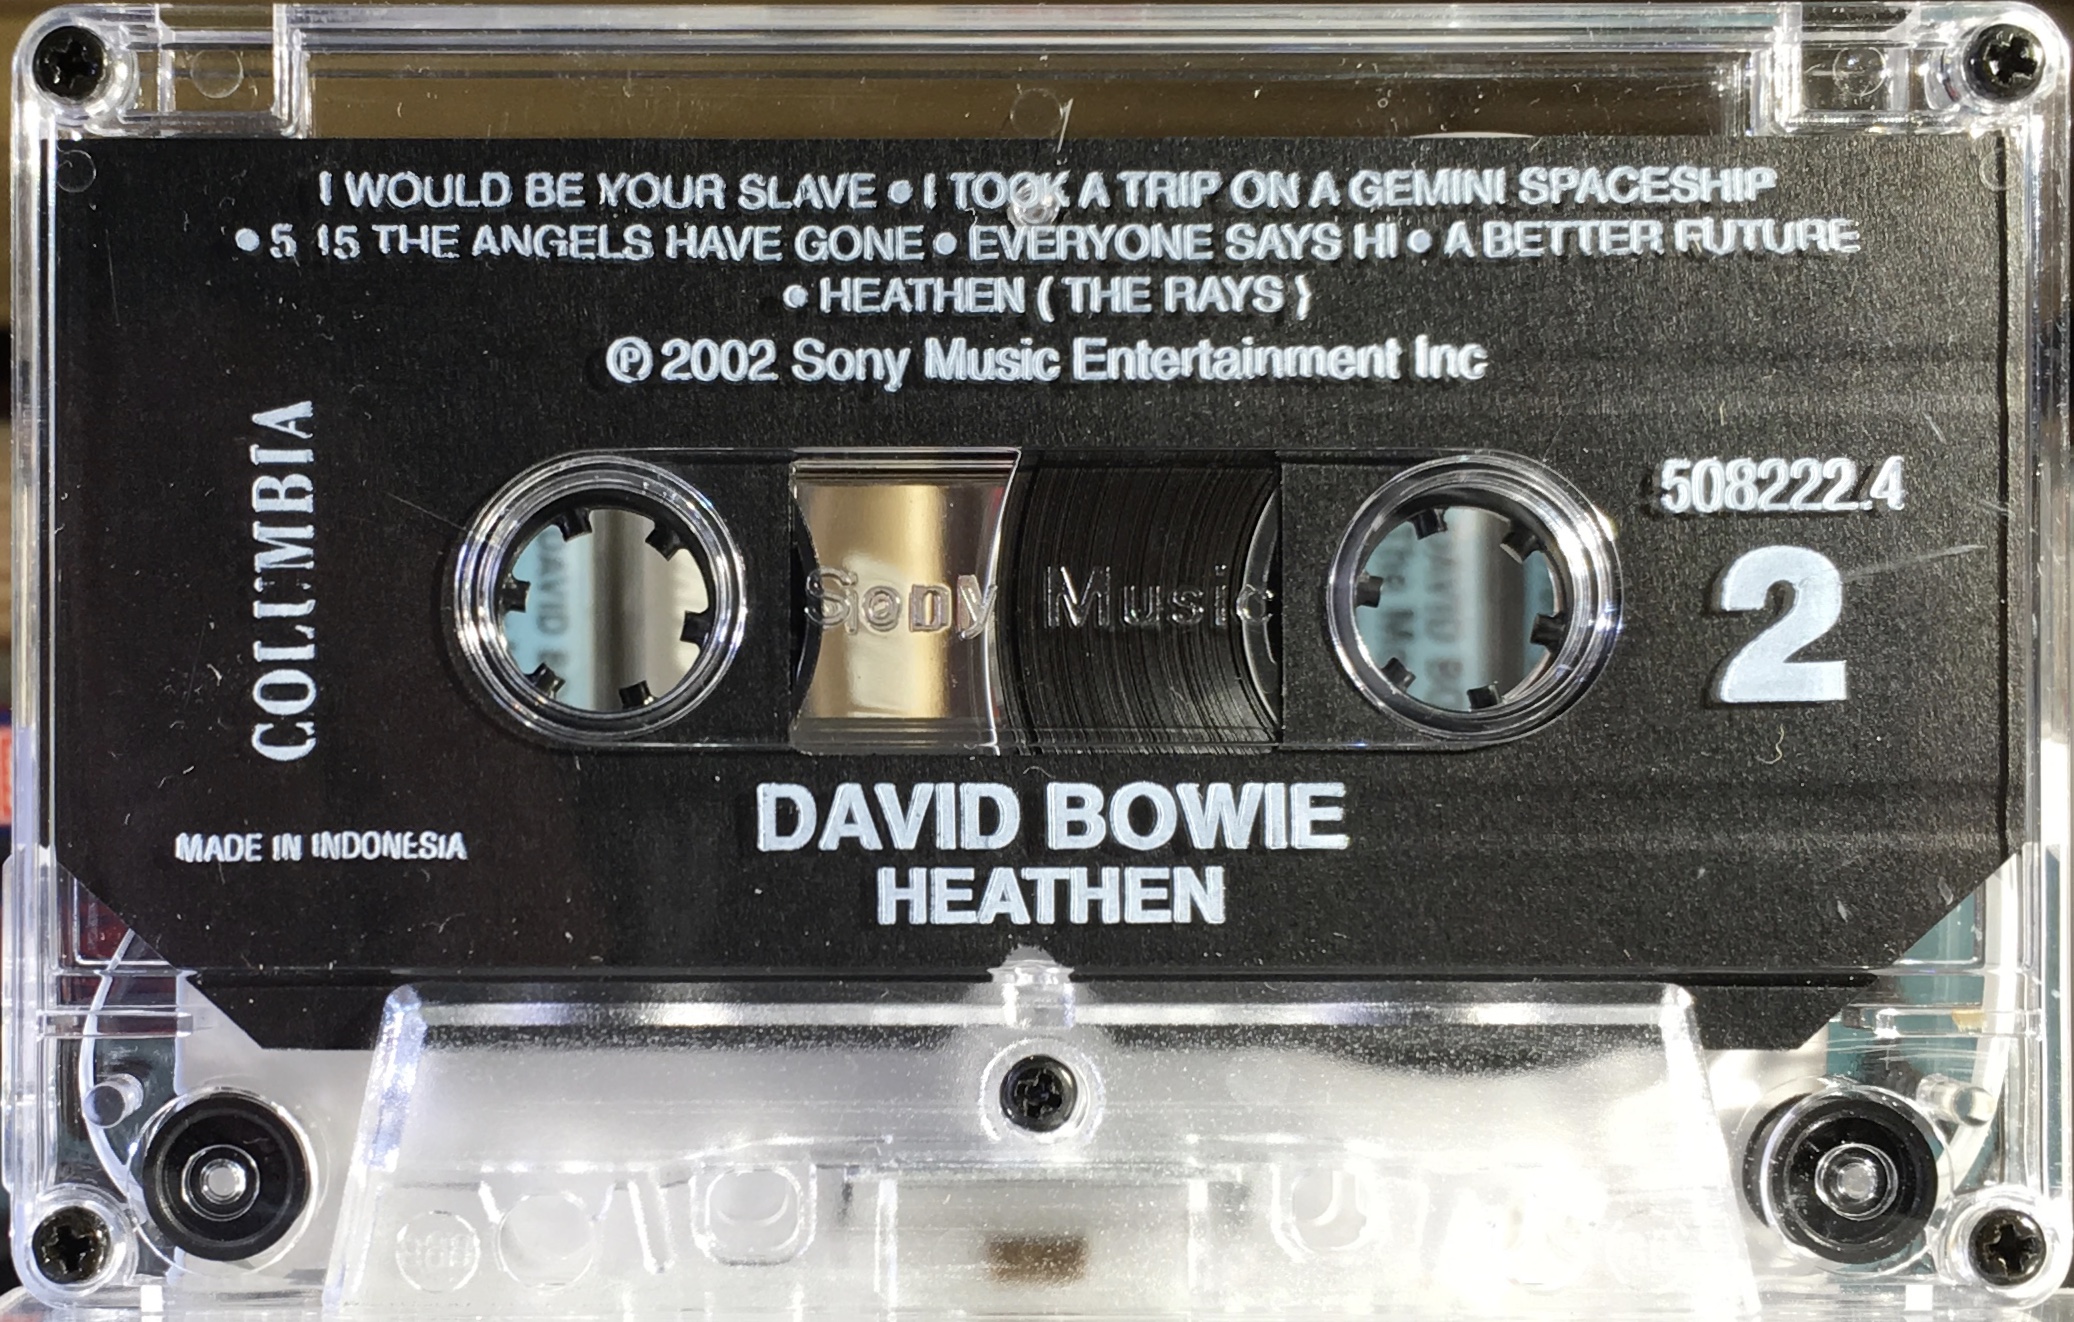 I WOULD BE YOUR SLAVE • I TOOK A TRIP ON A GEMINI SPACESHIP
• 5 15 THE ANGELS HAVE GONE • EVERYONE SAYS HI • A BETTER FUTURE
• HEATHEN ( THE RAYS )
℗ 2002 Sony Music Entertainment Inc
COLUMBIA
508222.4
Sony Music
2
DAVID BOWIE
MADE IN INDONESIA
HEATHEN